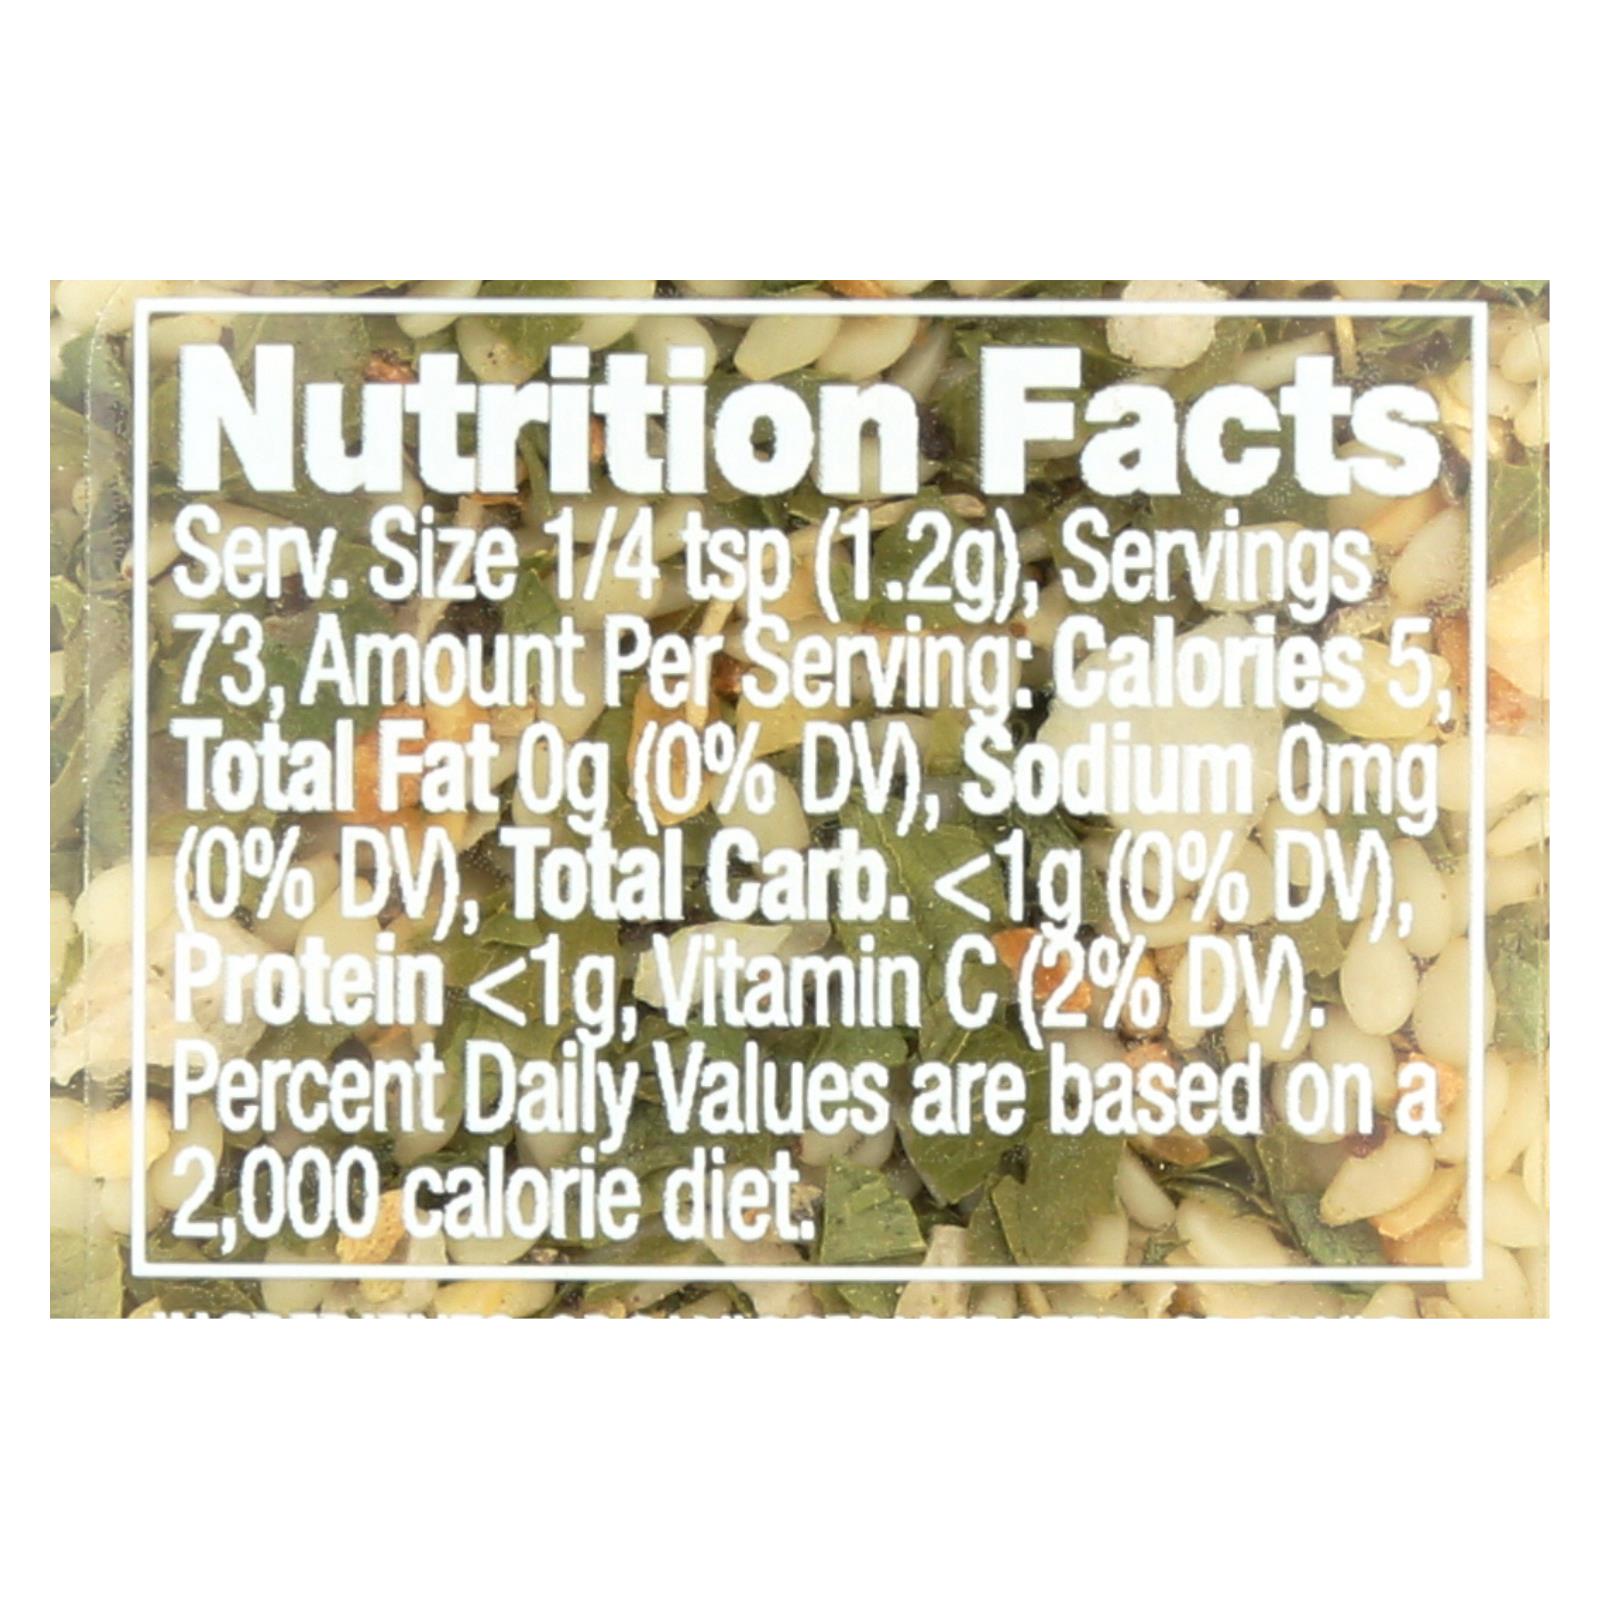 Nutrition Facts
Serv. Size 1/4 tsp (1.2g), Servings
73, Amount Per Serving: Calories 5,
Total Fat 0g (0% DV), Sodium 0mg
(0% DV), Total Carb. <1g (0% DV),
Protein <1g, Vitamin C (2% DV).
Percent Daily Values are based on a
2,000 calorie diet.